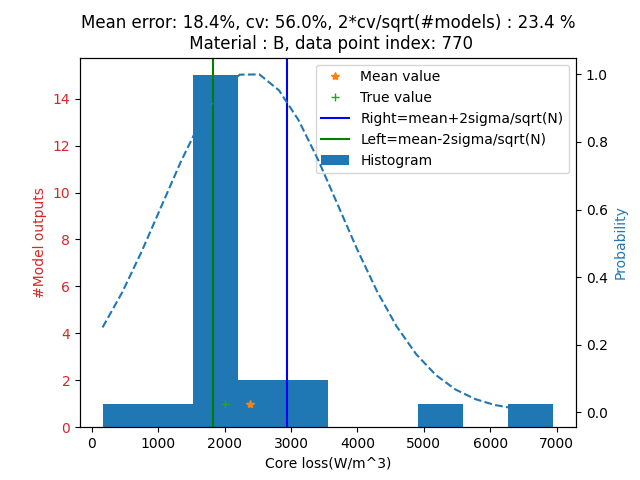 Mean error: 18.4%, cv: 56.0%, 2*cv/sqrt(#models) : 23.4 %
Material : B, data point index: 770
Mean value
True value
Right=mean+2sigma/sqrt(N)
Left=mean-2sigma/sqrt(N)
Histogram
#Model outputs
14
12
10
8
6
4
2
0
1.0
0.8
0.6
0.4
0.2
0.0
Probability
0 1000 2000 3000 4000 5000 6000 7000
Core loss(W/m^3)